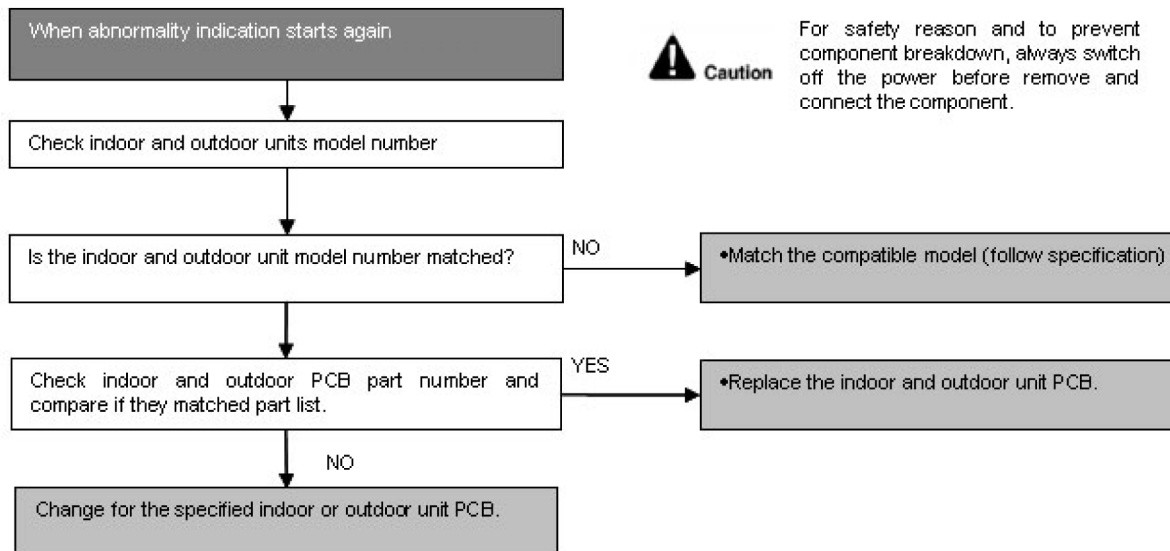 When abnormality indication starts again
For safety reason and to prevent
component breakdown, always switch
off the power before remove and
connect the component.
Caution
Check indoor and outdoor units model number
Is the indoor and outdoor unit model number matched?
NO
•Match the compatible model (follow specification)
Check indoor and outdoor PCB part number and
compare if they matched part list.
YES
•Replace the indoor and outdoor unit PCB.
NO
Change for the specified indoor or outdoor unit PCB.